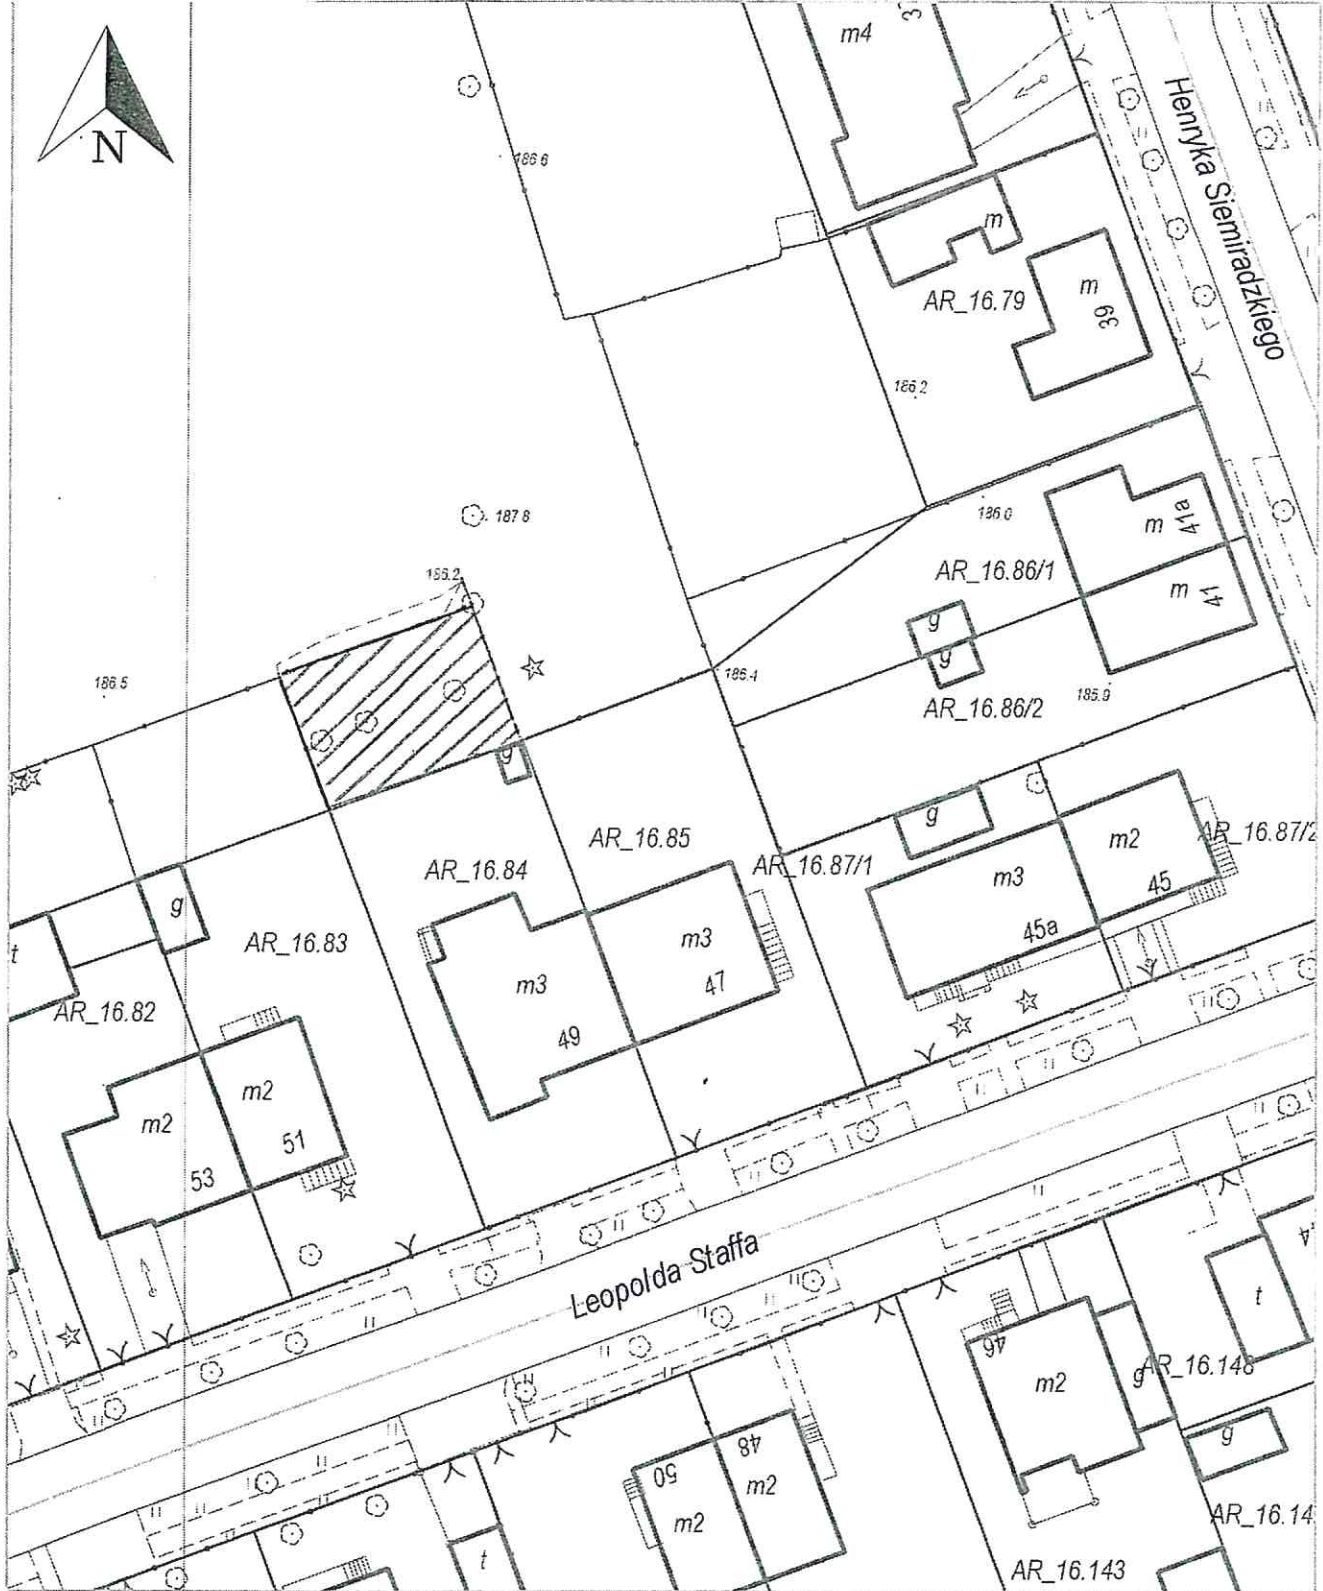 N
m4
Henryka Siemiradzkiego
186.6
m
AR_16.79
m
39
186.2
187.8
186.0
m
41a
AR_16.86/1
186.2
m
41
g
g
186.4
186.5
185.9
AR_16.86/2
g
g
AR_16.85
AR_16.84
AR_16.87/1
m2
AR_16.87/2
m3
45
g
AR_16.83
45a
m3
47
t
m3
49
AR_16.82
m2
51
m2
53
Leopolda Staffa
46
m2
g
AR_16.148
t
48
50
m2
m2
g
AR_16.14
t
AR_16.143